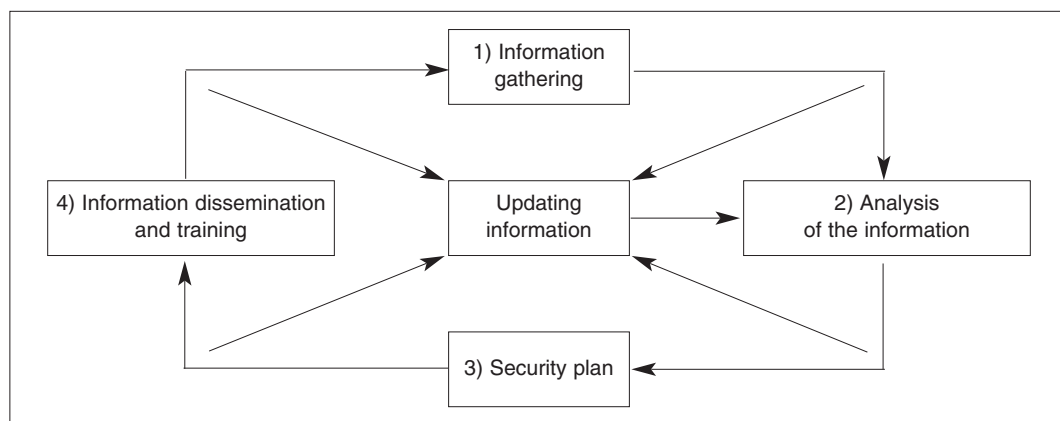 1) Information
gathering
4) Information dissemination
and training
Updating
information
2) Analysis
of the information
3) Security plan